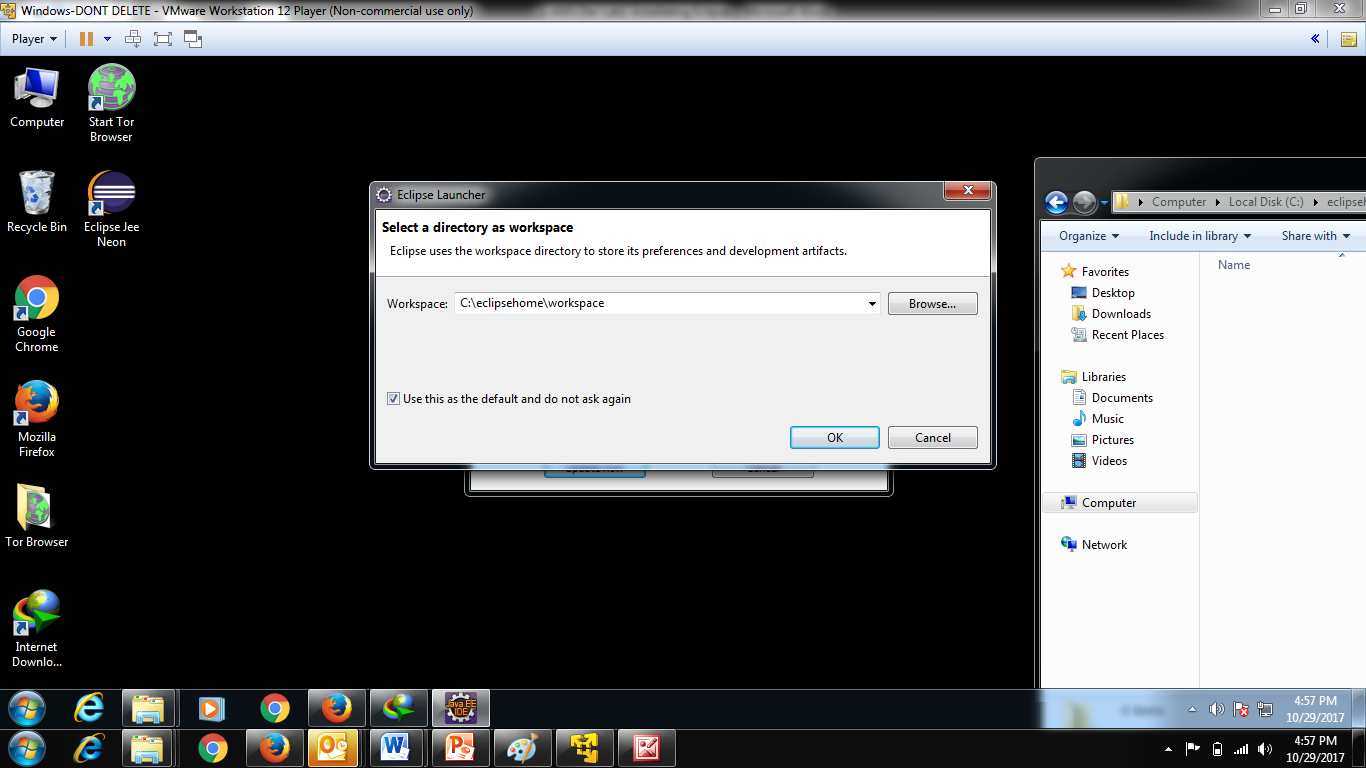 Windows-DONT DELETE - VMware Workstation 12 Player (Non-commercial use only)
Player
Computer
Start Tor
Browser
Recycle Bin
Eclipse Jee
Neon
Google
Chrome
Mozilla
Firefox
Tor Browser
Internet
Downlo...
Eclipse Launcher
Select a directory as workspace
Eclipse uses the workspace directory to store its preferences and development artifacts.
Workspace:
C:\eclipsehome\workspace
Browse...
Use this as the default and do not ask again
OK
Cancel
Computer
Local Disk (C:)
Organize
Include in library
Share with
Name
Favorites
Desktop
Downloads
Recent Places
Libraries
Documents
Music
Pictures
Videos
Computer
Network
Java EE
IDE
4:57 PM
10/29/2017
4:57 PM
10/29/2017